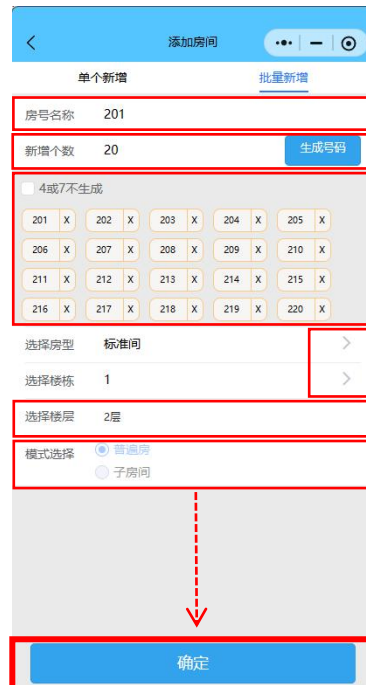 添加房间
单个新增 批量新增
房号名称 201
新增个数 20 生成号码
4或7不生成
201 X 202 X 203 X 204 X 205 X
206 X 207 X 208 X 209 X 210 X
211 X 212 X 213 X 214 X 215 X
216 X 217 X 218 X 219 X 220 X
选择房型 标准间
选择楼栋 1
选择楼层 2层
模式选择 普通房
子房间
确定